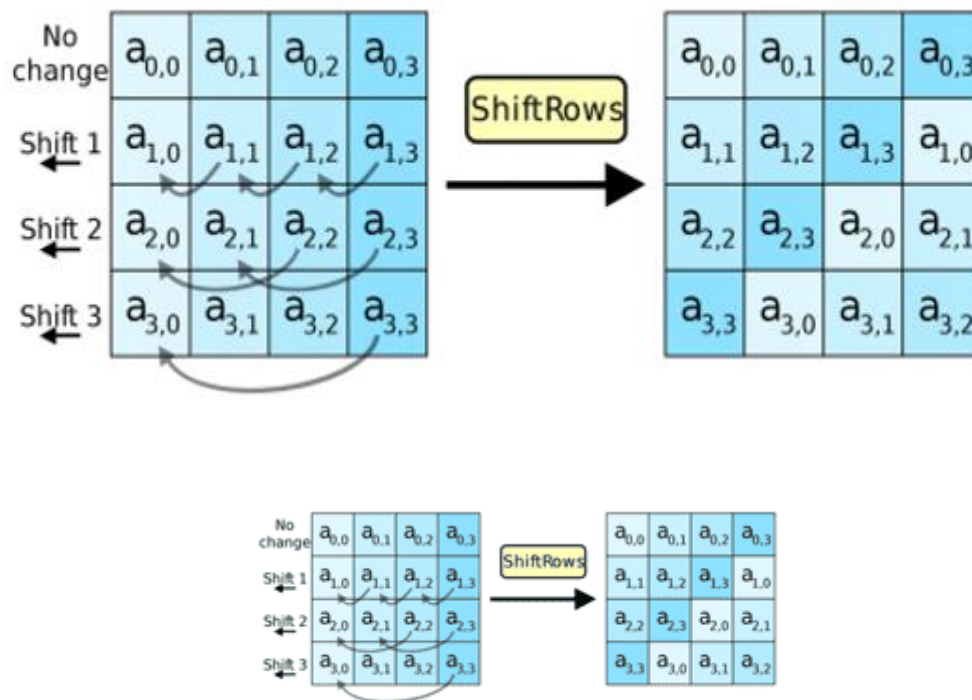 No change a0,0 a0,1 a0,2 a0,3 a0,0 a0,1 a0,2 a0,3
ShiftRows
Shift 1 a1,0 a1,1 a1,2 a1,3 a1,1 a1,2 a1,3 a1,0
Shift 2 a2,0 a2,1 a2,2 a2,3 a2,2 a2,3 a2,0 a2,1
Shift 3 a3,0 a3,1 a3,2 a3,3 a3,3 a3,0 a3,1 a3,2
No change a0,0 a0,1 a0,2 a0,3 a0,0 a0,1 a0,2 a0,3
ShiftRows
Shift 1 a1,0 a1,1 a1,2 a1,3 a1,1 a1,2 a1,3 a1,0
Shift 2 a2,0 a2,1 a2,2 a2,3 a2,2 a2,3 a2,0 a2,1
Shift 3 a3,0 a3,1 a3,2 a3,3 a3,3 a3,0 a3,1 a3,2